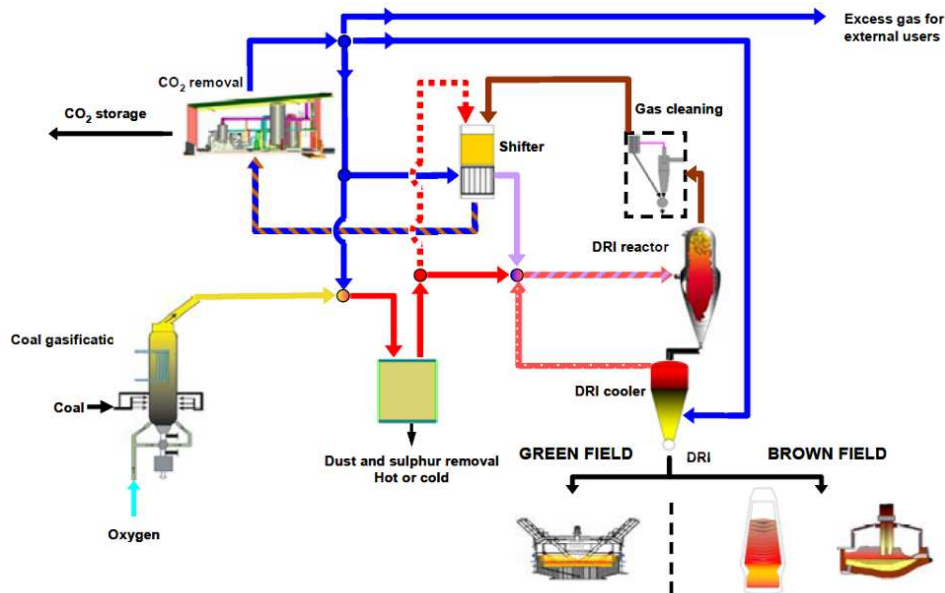 Excess gas for
external users
CO₂ removal
CO₂ storage
Gas cleaning
Shifter
DRI reactor
Coal gasificatic
DRI cooler
Coal
Dust and sulphur removal
Hot or cold
GREEN FIELD
DRI
BROWN FIELD
Oxygen